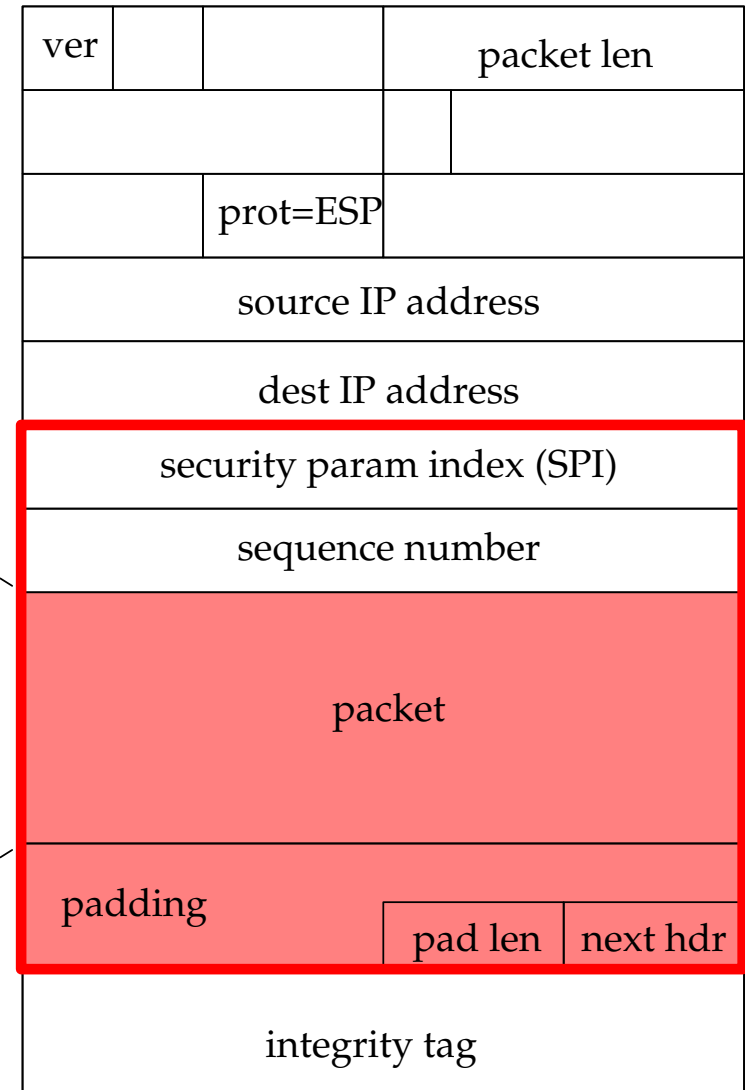 ver
packet len
prot=ESP
source IP address
dest IP address
security param index (SPI)
sequence number
packet
padding
pad len
next hdr
integrity tag